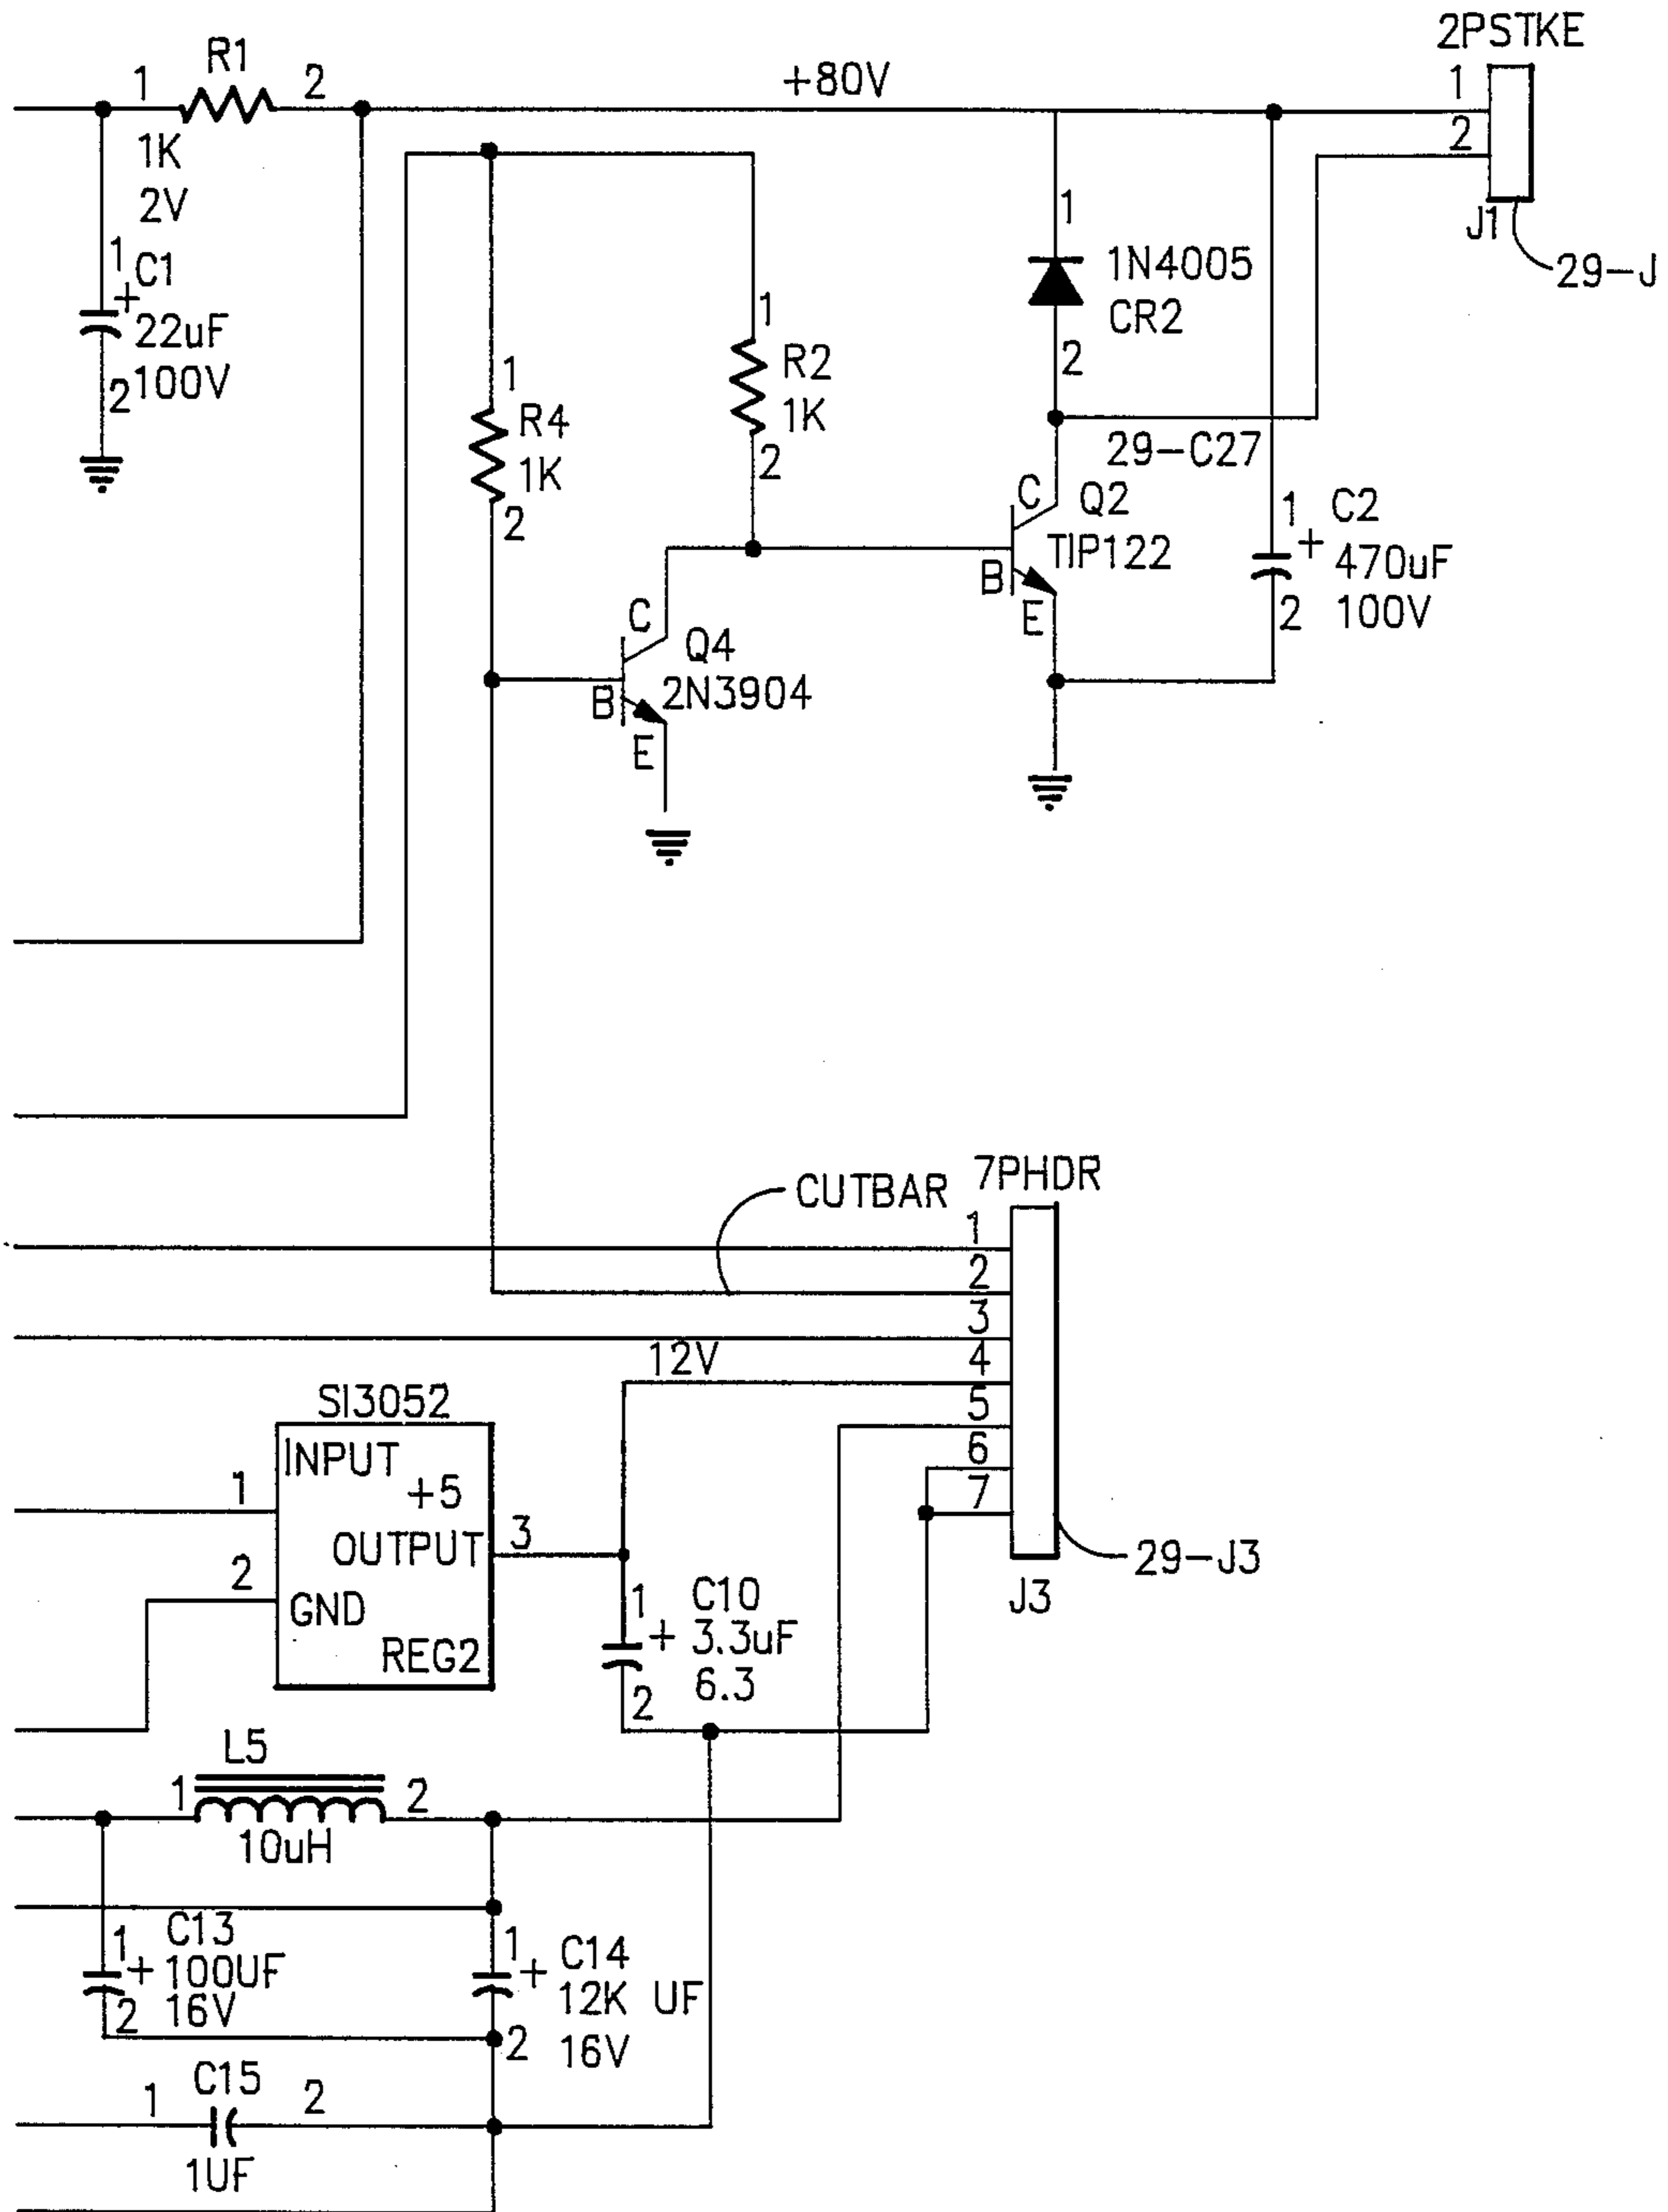 2PSTKE
R1
1 2
+80V
1
2
1K
2V
J1
29-J
1 C1
+
22uF
100V
2
1
1N4005
CR2
2
1
R2
1K
2
1
R4
1K
2
29-C27
C Q2
TIP122
B
E
1 C2
+ 470uF
100V
2
C Q4
2N3904
B
E
CUTBAR
7PHDR
1
2
3
12V 4
5
6
7
29-J3
J3
SI3052
INPUT
1 +5
OUTPUT 3
2
GND
REG2
1 C10
+ 3.3uF
6.3
2
L5
1 2
10uH
1 C13
+ 100UF
16V
2
1 C14
+ 12K UF
2 16V
C15
1 2
1UF